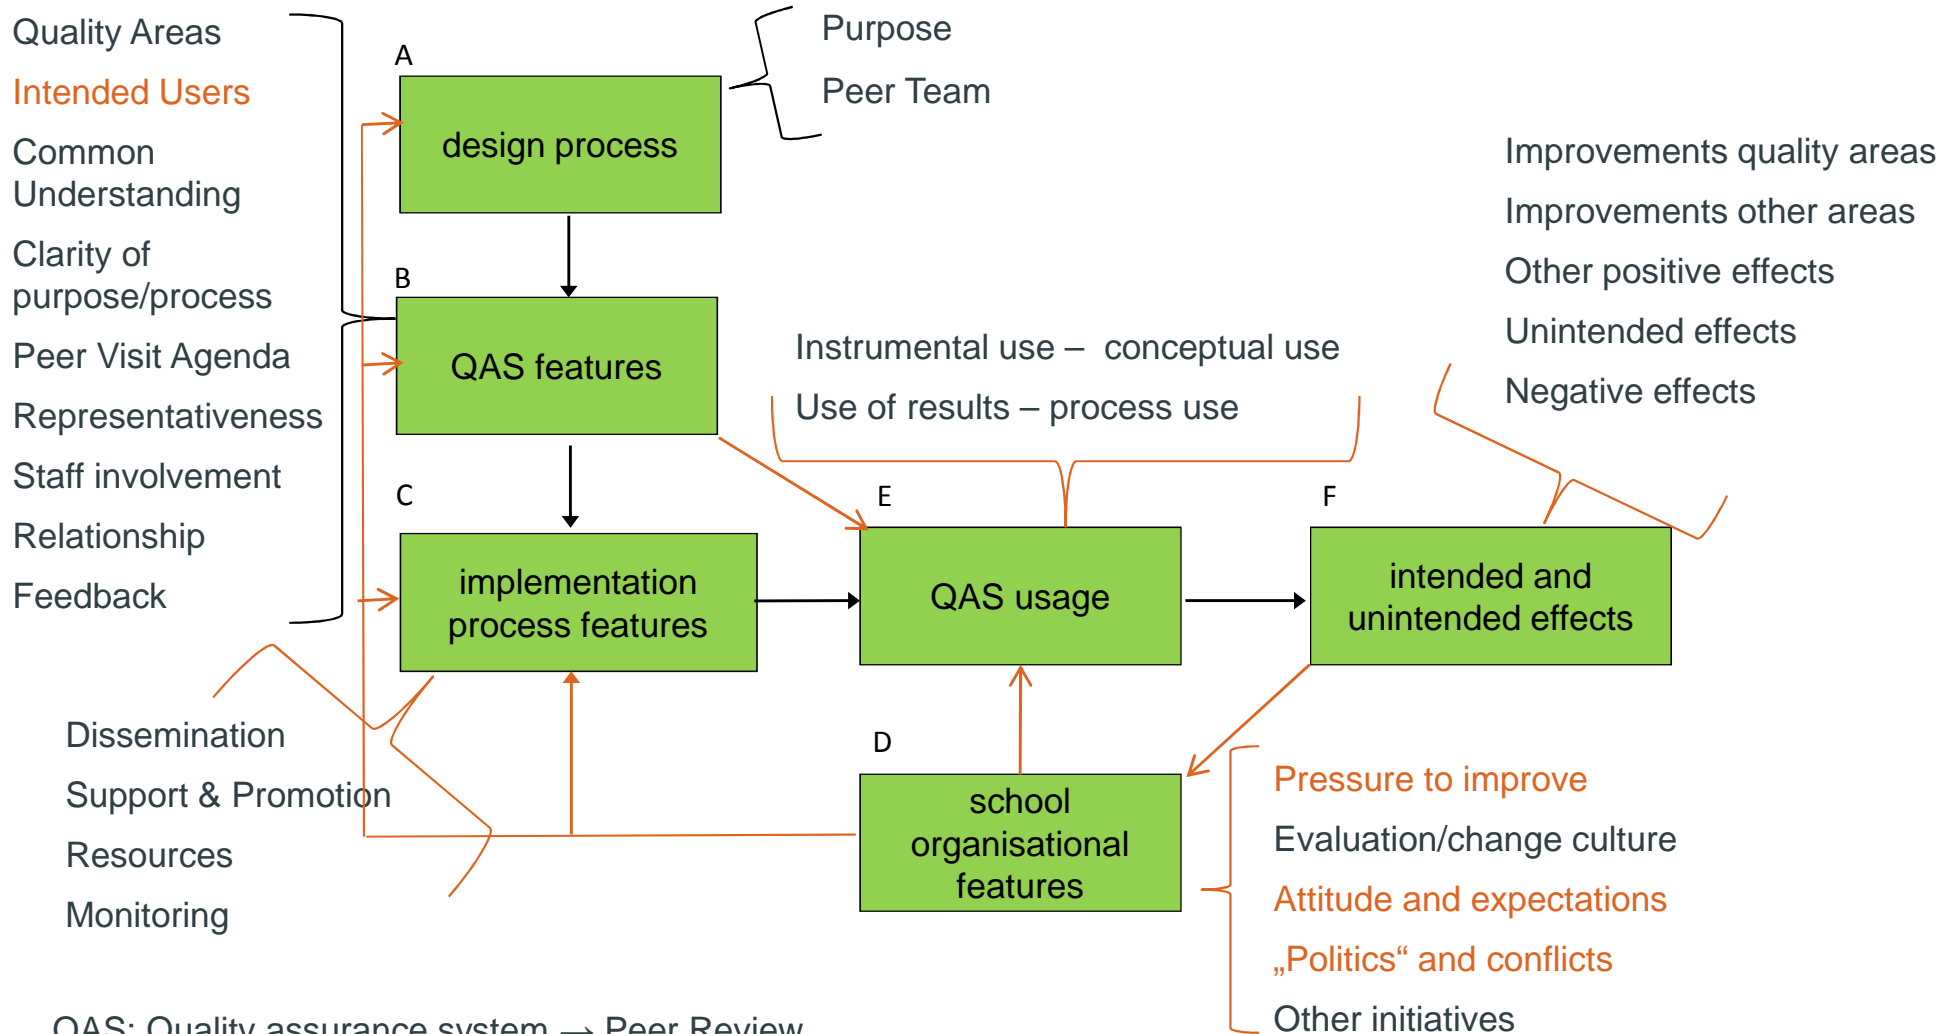 Quality Areas
Intended Users
Common
Understanding
Clarity of
purpose/process
Peer Visit Agenda
Representativeness
Staff involvement
Relationship
Feedback
A
design process
Purpose
Peer Team
B
QAS features
C
implementation
process features
Dissemination
Support & Promotion
Resources
Monitoring
Instrumental use – conceptual use
Use of results – process use
E
QAS usage
F
intended and
unintended effects
Improvements quality areas
Improvements other areas
Other positive effects
Unintended effects
Negative effects
D
school
organisational
features
Pressure to improve
Evaluation/change culture
Attitude and expectations
„Politics“ and conflicts
Other initiatives
QAS: Quality assurance system → Peer Review